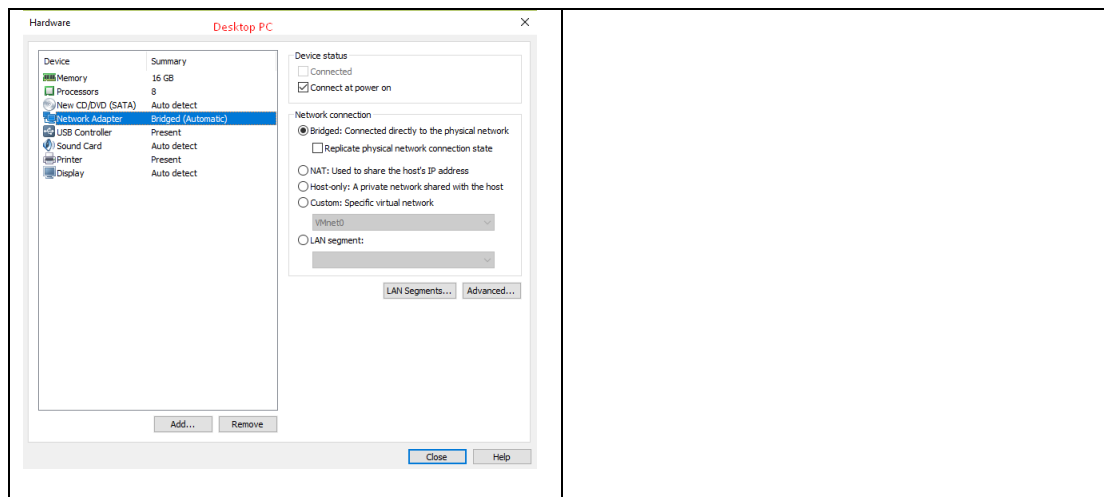 Hardware
Desktop PC
Device Summary
Memory 16 GB
Processors 8
New CD/DVD (SATA) Auto detect
Network Adapter Bridged (Automatic)
USB Controller Present
Sound Card Auto detect
Printer Present
Display Auto detect
Add... Remove
Device status
Connected
Connect at power on
Network connection
Bridged: Connected directly to the physical network
Replicate physical network connection state
NAT: Used to share the host's IP address
Host-only: A private network shared with the host
Custom: Specific virtual network
VMnet0
LAN segment:
LAN Segments... Advanced...
Close Help